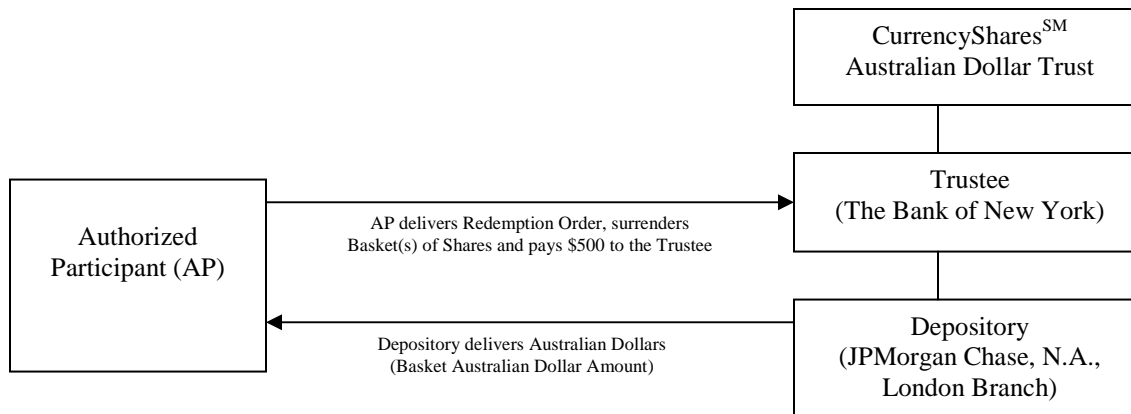 CurrencyShares^SM
Australian Dollar Trust
Trustee
(The Bank of New York)
AP delivers Redemption Order, surrenders
Basket(s) of Shares and pays $500 to the Trustee
Authorized
Participant (AP)
Depository delivers Australian Dollars
(Basket Australian Dollar Amount)
Depository
(JPMorgan Chase, N.A.,
London Branch)